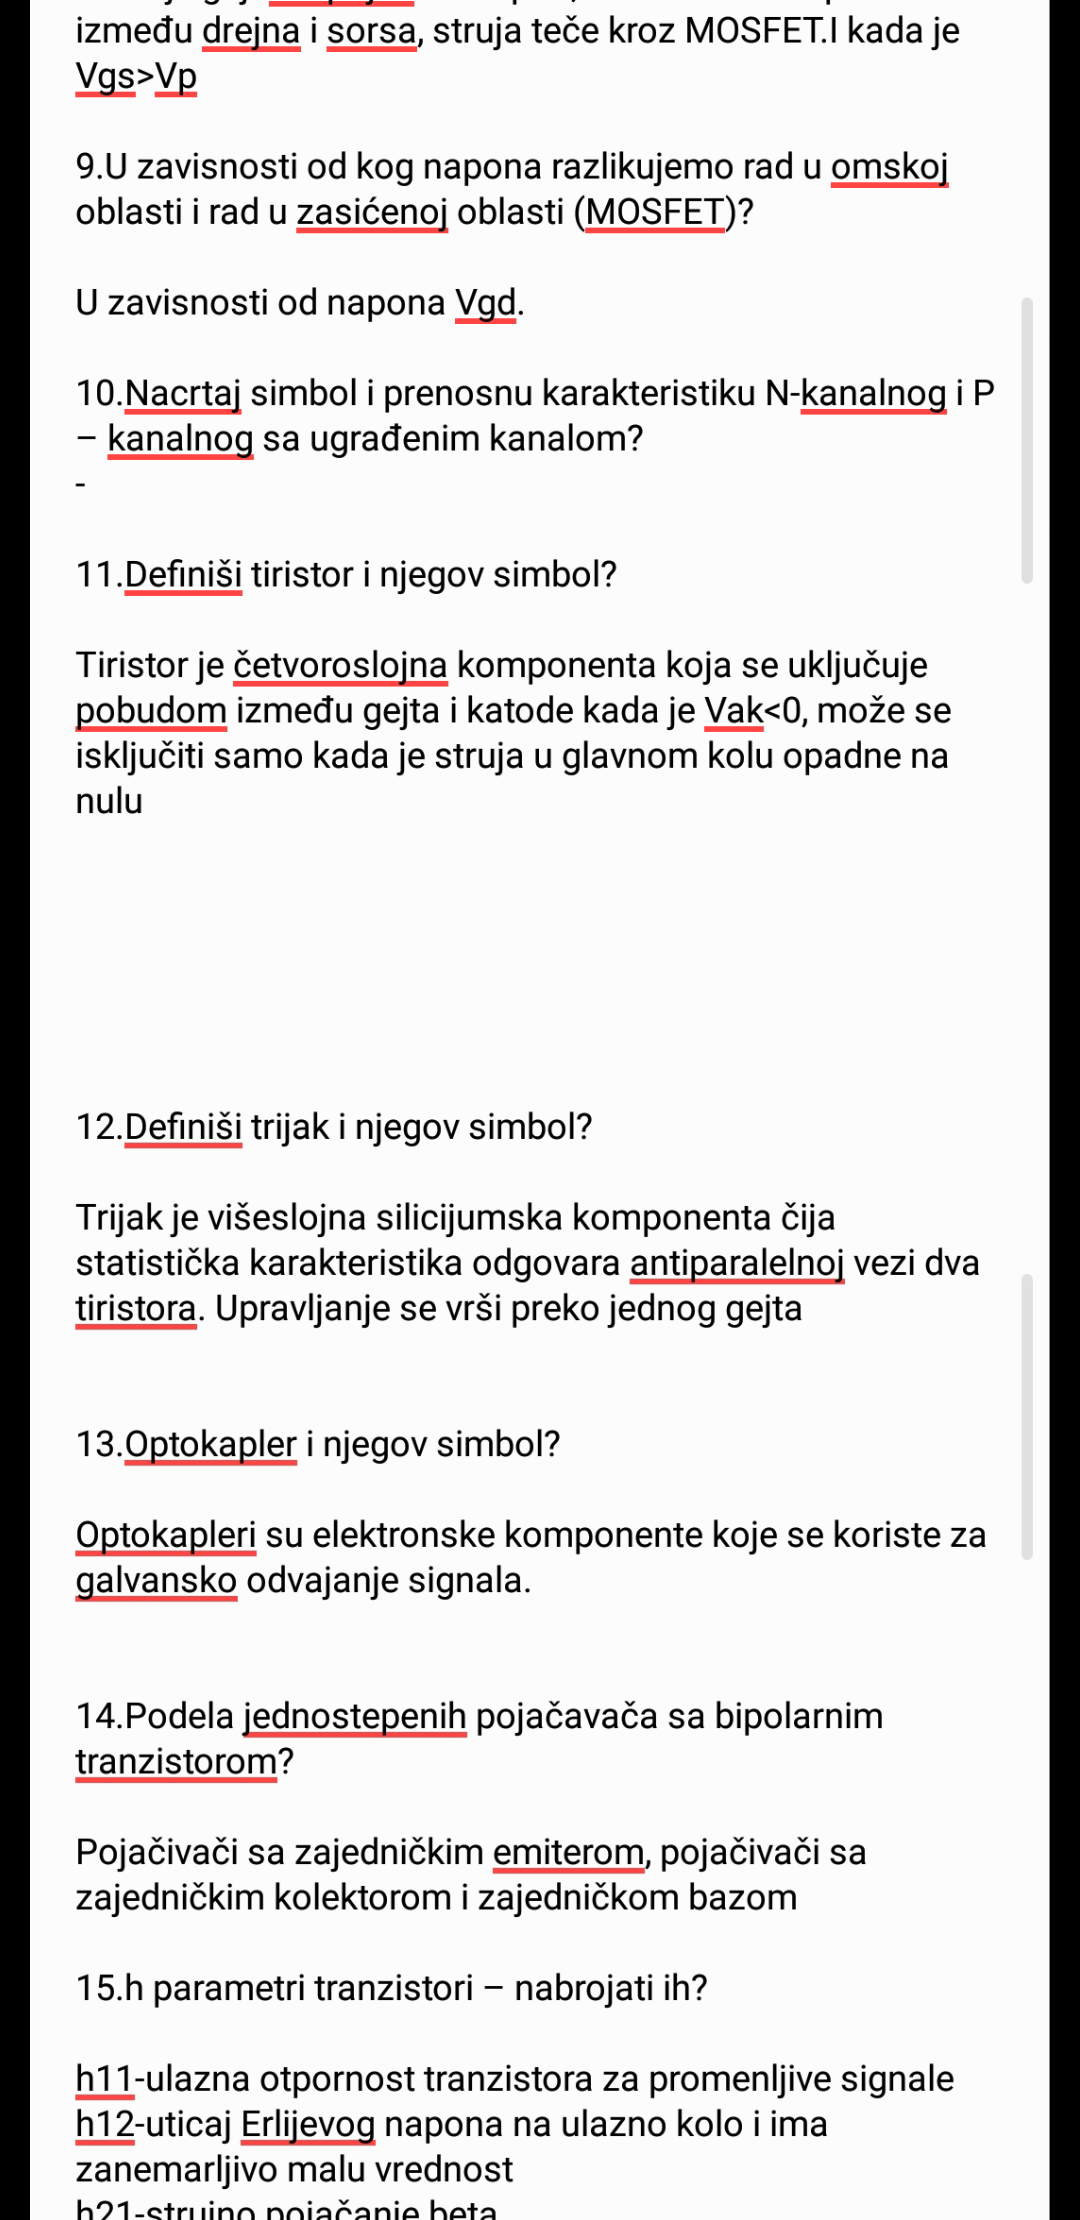 između drejna i sorsa, struja teče kroz MOSFET.I kada je
Vgs>Vp
9.U zavisnosti od kog napona razlikujemo rad u omskoj
oblasti i rad u zasićenoj oblasti (MOSFET)?
U zavisnosti od napona Vgd.
10.Nacrtaj simbol i prenosnu karakteristiku N-kanalnog i P
– kanalnog sa ugrađenim kanalom?
-
11.Definiši tiristor i njegov simbol?
Tiristor je četvoroslojna komponenta koja se uključuje
pobudom između gejta i katode kada je Vak<0, može se
isključiti samo kada je struja u glavnom kolu opadne na
nulu
12.Definiši trijak i njegov simbol?
Trijak je višeslojna silicijumska komponenta čija
statistička karakteristika odgovara antiparalelnoj vezi dva
tiristora. Upravljanje se vrši preko jednog gejta
13.Optokapler i njegov simbol?
Optokapleri su elektronske komponente koje se koriste za
galvansko odvajanje signala.
14.Podela jednostepenih pojačavača sa bipolarnim
tranzistorom?
Pojačivači sa zajedničkim emiterom, pojačivači sa
zajedničkim kolektorom i zajedničkom bazom
15.h parametri tranzistori – nabrojati ih?
h11-ulazna otpornost tranzistora za promenljive signale
h12-uticaj Erlijevog napona na ulazno kolo i ima
zanemarljivo malu vrednost
h21-strujno pojačanje beta